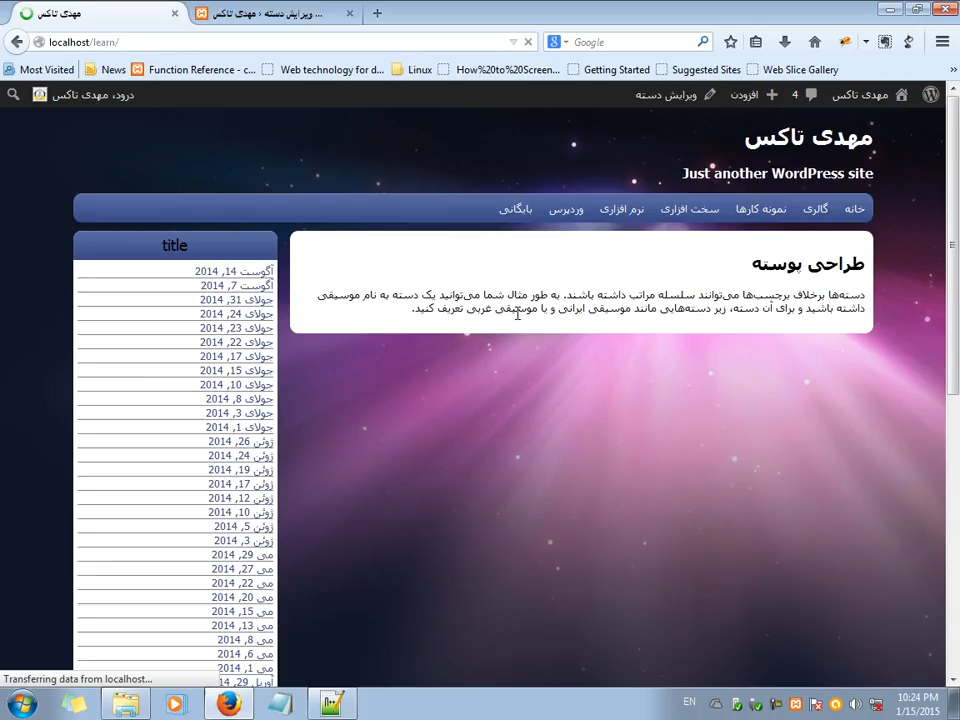 مهدی تاکس
ویرایش دسته ‹ مهدی تاکس ...
localhost/learn/
Google
Most Visited
News
Function Reference - c...
Web technology for d...
Linux
How%20to%20Screen...
Getting Started
Suggested Sites
Web Slice Gallery
مهدی تاکس
4
افزودن
ویرایش دسته
درود، مهدی تاکس
مهدی تاکس
Just another WordPress site
خانه
گالری
نمونه کارها
سخت افزاری
نرم افزاری
وردپرس
بایگانی
طراحی پوسته
دسته‌ها برخلاف برچسب‌ها می‌توانند سلسله مراتب داشته باشند. به طور مثال شما می‌توانید یک دسته به نام موسیقی
داشته باشید و برای آن دسته، زیر دسته‌هایی مانند موسیقی ایرانی و یا موسیقی غربی تعریف کنید.
title
آگوست 14, 2014
آگوست 7, 2014
جولای 31, 2014
جولای 24, 2014
جولای 23, 2014
جولای 22, 2014
جولای 17, 2014
جولای 15, 2014
جولای 10, 2014
جولای 8, 2014
جولای 3, 2014
جولای 1, 2014
ژوئن 26, 2014
ژوئن 24, 2014
ژوئن 19, 2014
ژوئن 17, 2014
ژوئن 12, 2014
ژوئن 10, 2014
ژوئن 5, 2014
ژوئن 3, 2014
می 29, 2014
می 27, 2014
می 22, 2014
می 20, 2014
می 15, 2014
می 13, 2014
می 8, 2014
می 6, 2014
می 1, 2014
آوریل 29, 14
Transferring data from localhost...
EN
10:24 PM
1/15/2015